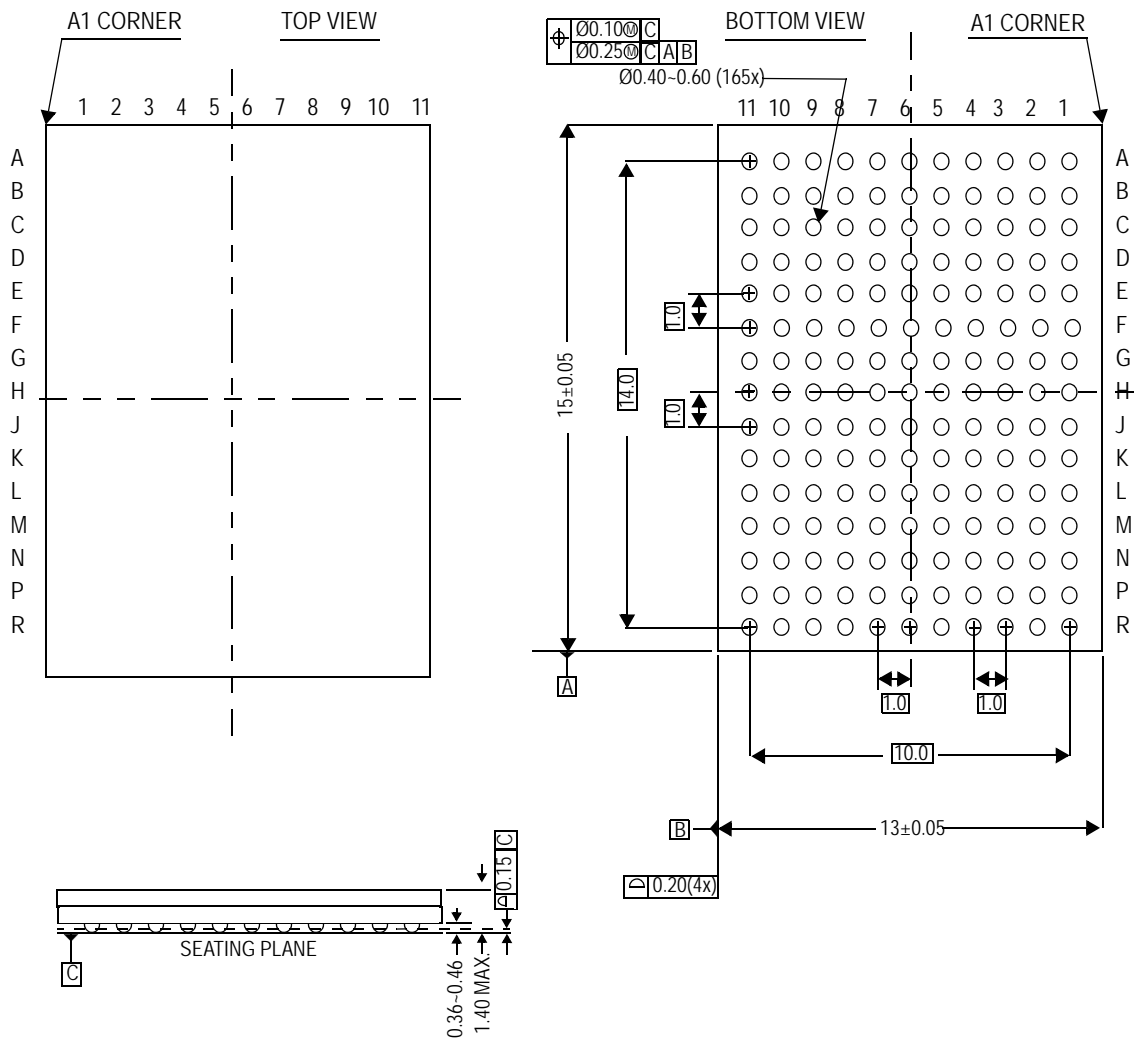 A1 CORNER
TOP VIEW
1 2 3 4 5 6 7 8 9 10 11
A
B
C
D
E
F
G
H
J
K
L
M
N
P
R
Ø0.10Ⓜ C
Ø0.25Ⓜ C A B
BOTTOM VIEW
A1 CORNER
Ø0.40~0.60 (165x)
11 10 9 8 7 6 5 4 3 2 1
A
B
C
D
E
F
G
H
J
K
L
M
N
P
R
1.0
1.0
14.0
15±0.05
A
1.0
1.0
10.0
B
13±0.05
0.20(4x)
0.15 C
SEATING PLANE
C
0.36~0.46
1.40 MAX.